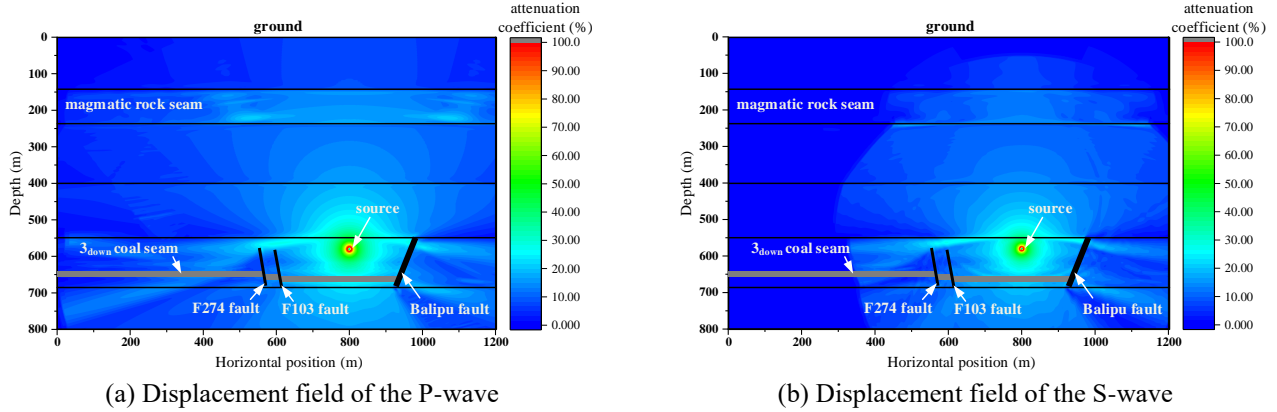 ground
attenuation
coefficient (%)
0
100
200
300
400
500
600
700
800
Depth (m)
magmatic rock seam
source
3down coal seam
F274 fault
F103 fault
Balipu fault
0 200 400 600 800 1000 1200
Horizontal position (m)
100.0
90.00
80.00
70.00
60.00
50.00
40.00
30.00
20.00
10.00
0.000
(a) Displacement field of the P-wave
ground
attenuation
coefficient (%)
0
100
200
300
400
500
600
700
800
Depth (m)
magmatic rock seam
source
3down coal seam
F274 fault
F103 fault
Balipu fault
0 200 400 600 800 1000 1200
Horizontal position (m)
100.0
90.00
80.00
70.00
60.00
50.00
40.00
30.00
20.00
10.00
0.000
(b) Displacement field of the S-wave